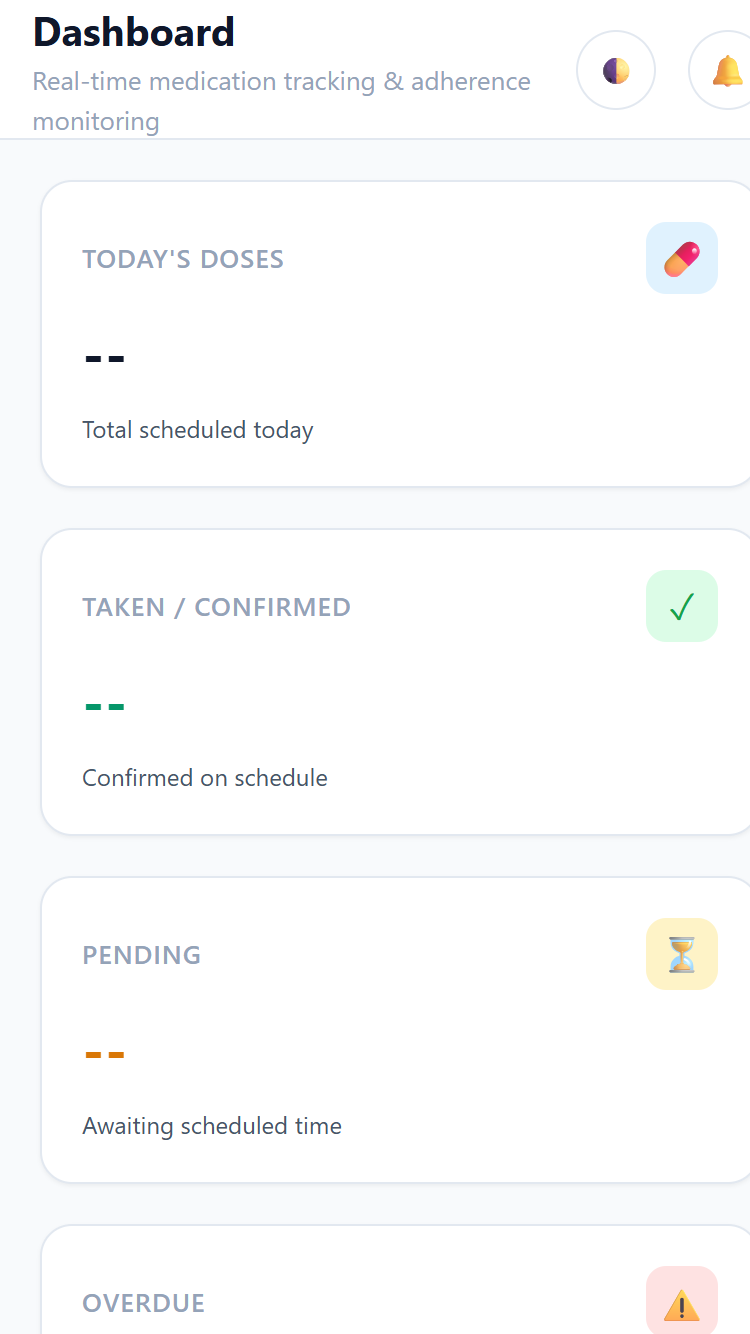 Dashboard
Real-time medication tracking & adherence
monitoring
TODAY'S DOSES
--
Total scheduled today
TAKEN / CONFIRMED
--
Confirmed on schedule
PENDING
--
Awaiting scheduled time
OVERDUE